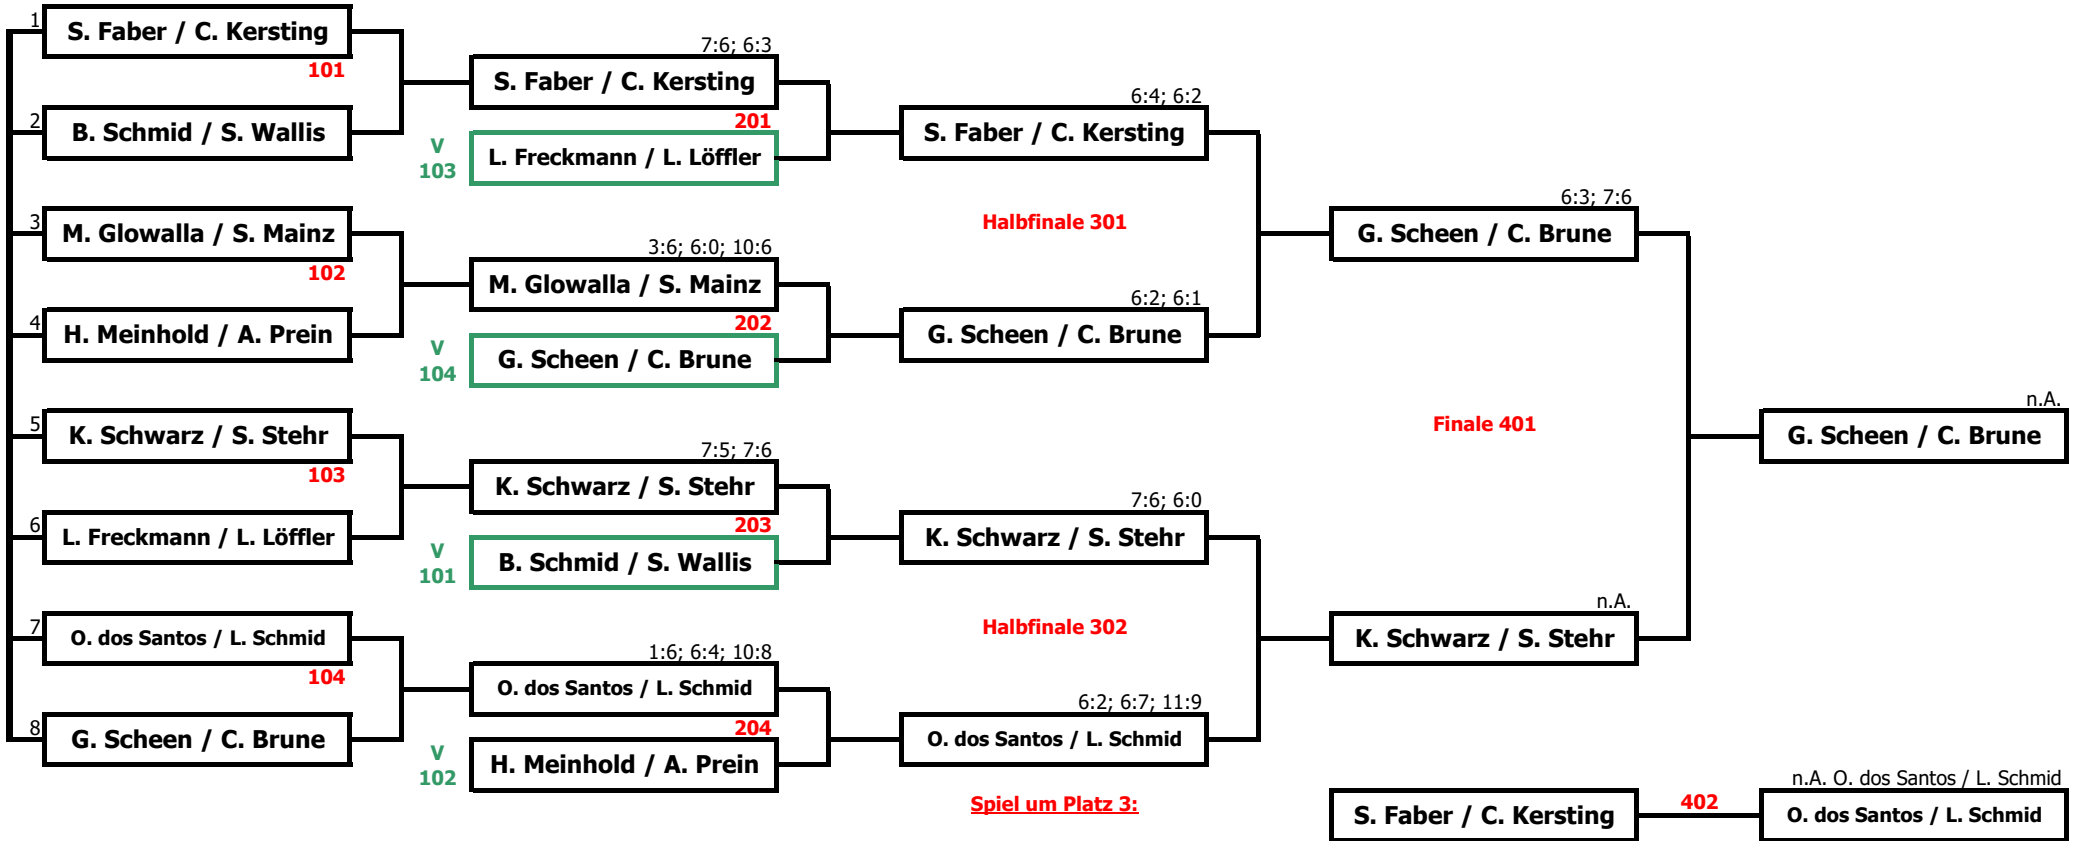 1
S. Faber / C. Kersting
101
2
B. Schmid / S. Wallis
3
M. Glowalla / S. Mainz
102
4
H. Meinhold / A. Prein
5
K. Schwarz / S. Stehr
103
6
L. Freckmann / L. Löffler
7
O. dos Santos / L. Schmid
104
8
G. Scheen / C. Brune
7:6; 6:3
S. Faber / C. Kersting
201
V
103
L. Freckmann / L. Löffler
3:6; 6:0; 10:6
M. Glowalla / S. Mainz
202
V
104
G. Scheen / C. Brune
7:5; 7:6
K. Schwarz / S. Stehr
203
V
101
B. Schmid / S. Wallis
1:6; 6:4; 10:8
O. dos Santos / L. Schmid
204
V
102
H. Meinhold / A. Prein
6:4; 6:2
S. Faber / C. Kersting
Halbfinale 301
6:2; 6:1
G. Scheen / C. Brune
7:6; 6:0
K. Schwarz / S. Stehr
Halbfinale 302
6:2; 6:7; 11:9
O. dos Santos / L. Schmid
Spiel um Platz 3:
6:3; 7:6
G. Scheen / C. Brune
Finale 401
n.A.
K. Schwarz / S. Stehr
n.A.
G. Scheen / C. Brune
S. Faber / C. Kersting
402
n.A. O. dos Santos / L. Schmid
O. dos Santos / L. Schmid